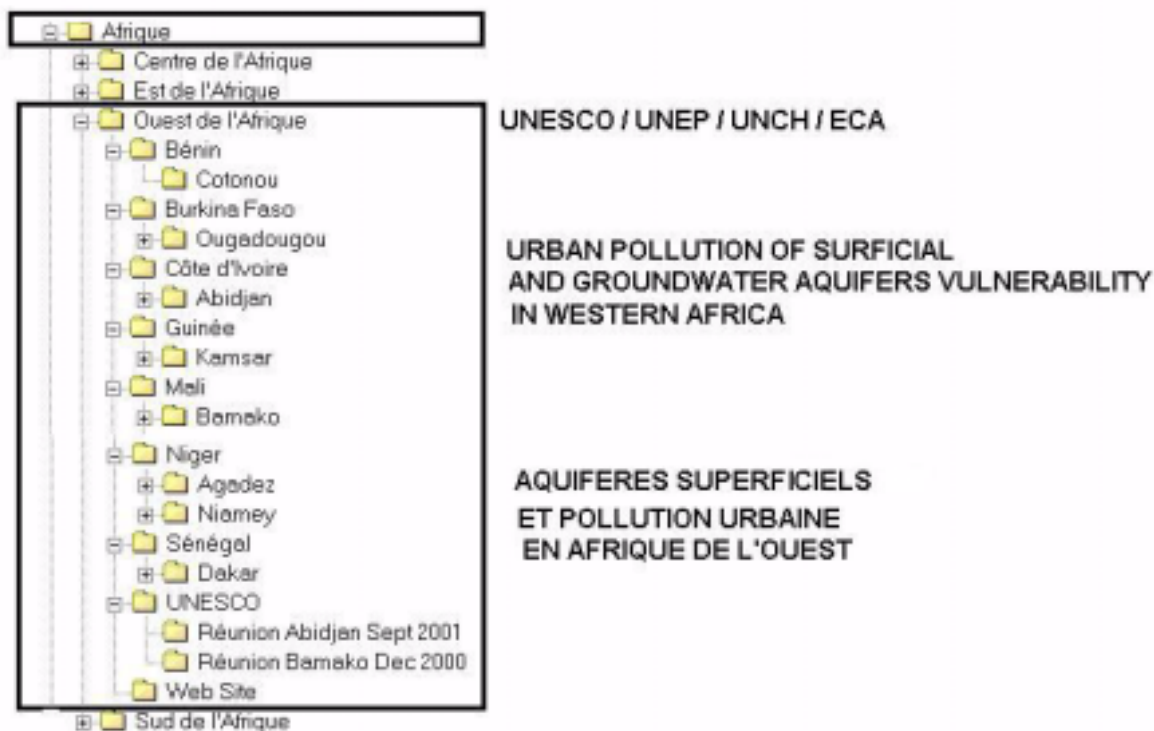 Afrique
Centre de l'Afrique
Est de l'Afrique
Ouest de l'Afrique
Bénin
Cotonou
Burkina Faso
Ougadougou
Côte d'Ivoire
Abidjan
Guinée
Kamsar
Mali
Bamako
Niger
Agadez
Niamey
Sénégal
Dakar
UNESCO
Réunion Abidjan Sept 2001
Réunion Bamako Dec 2000
Web Site
Sud de l'Afrique
UNESCO / UNEP / UNCH / ECA
URBAN POLLUTION OF SURFICIAL
AND GROUNDWATER AQUIFERS VULNERABILITY
IN WESTERN AFRICA
AQUIFERES SUPERFICIELS
ET POLLUTION URBAINE
EN AFRIQUE DE L'OUEST